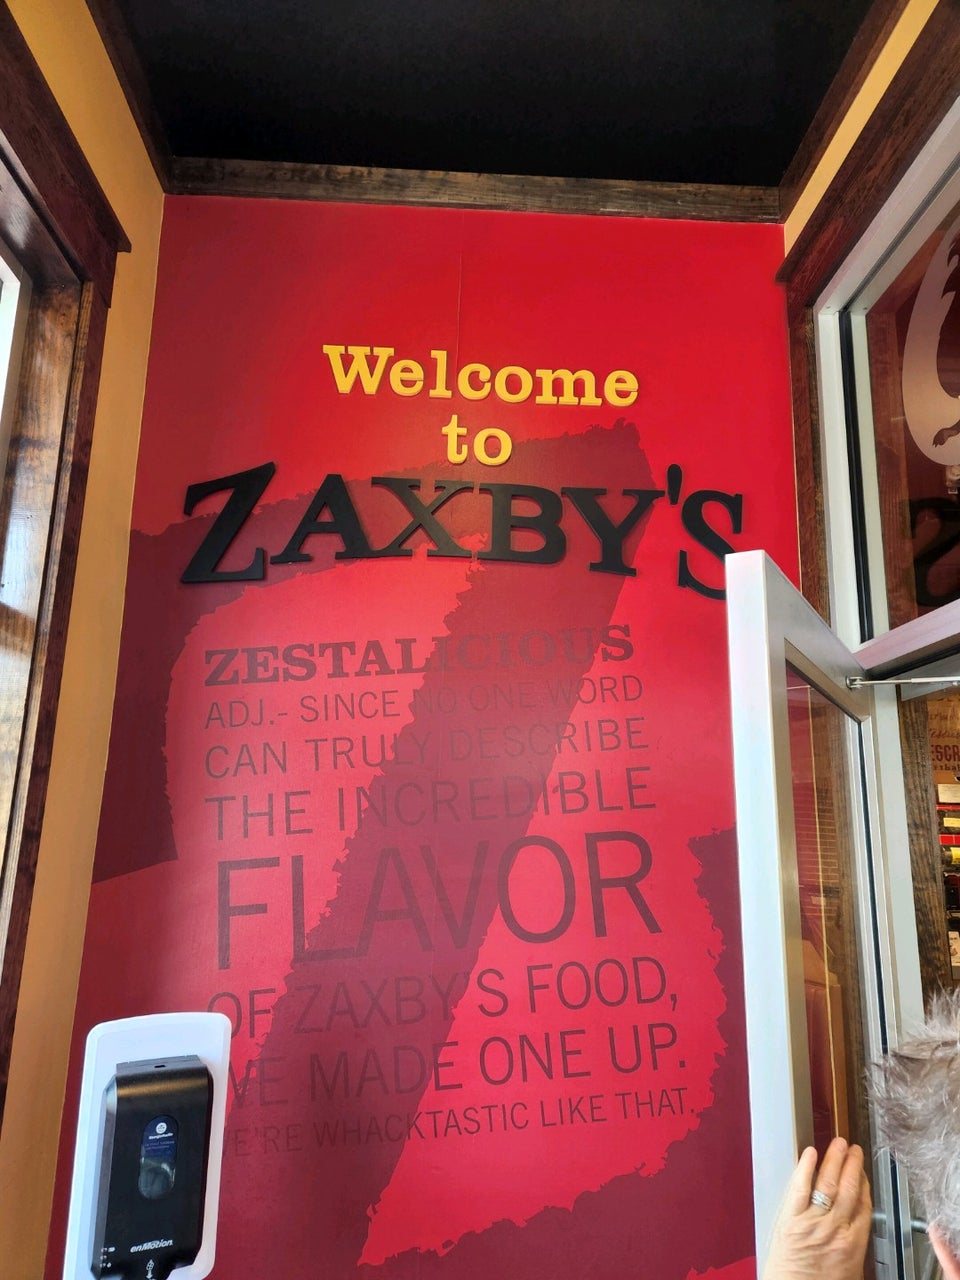 Welcome
to
ZAXBY'S
ZESTALICIOUS
ADJ.- SINCE NO ONE WORD
CAN TRULY DESCRIBE
THE INCREDIBLE
FLAVOR
OF ZAXBY'S FOOD,
WE MADE ONE UP.
WE'RE WHACKTASTIC LIKE THAT.
enMotion